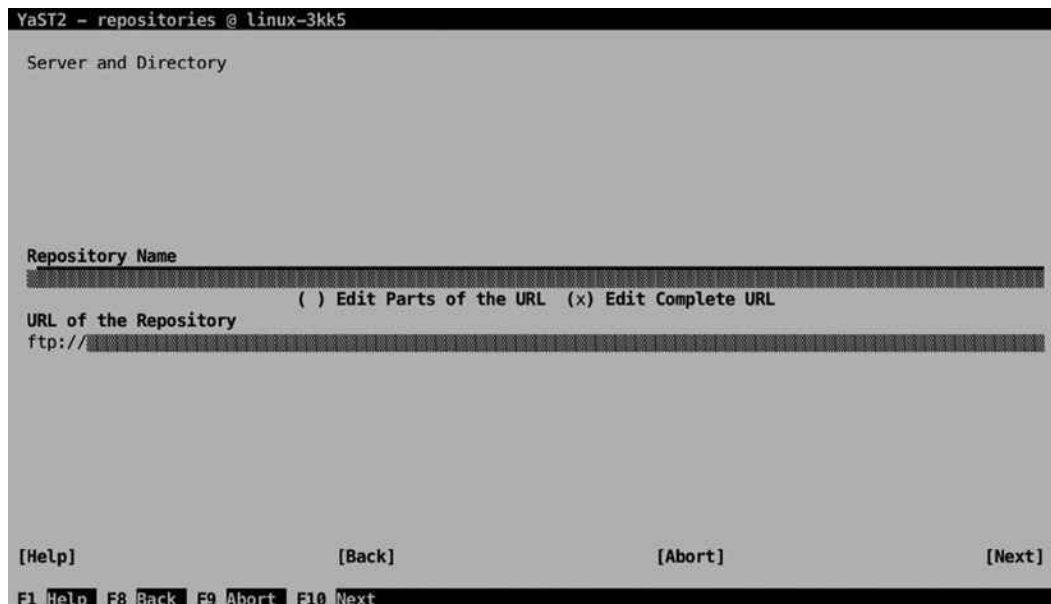 YaST2 - repositories @ linux-3kk5
Server and Directory
Repository Name
( ) Edit Parts of the URL (x) Edit Complete URL
URL of the Repository
ftp://
[Help] [Back] [Abort] [Next]
F1 Help F8 Back F9 Abort F10 Next